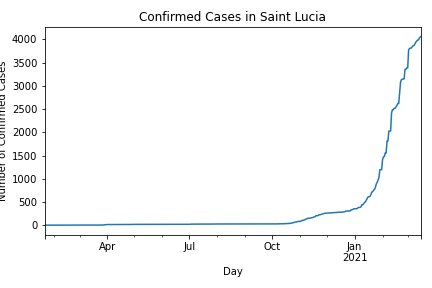 Confirmed Cases in Saint Lucia
Number of Confirmed Cases
4000
3500
3000
2500
2000
1500
1000
500
0
Apr
Jul
Oct
Jan
2021
Day